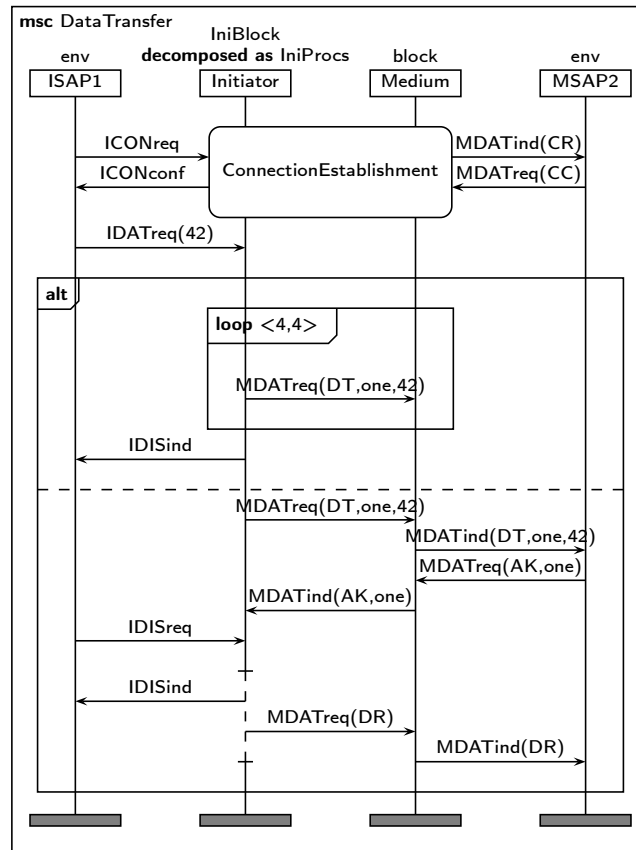 msc DataTransfer
IniBlock
env decomposed as IniProcs block env
ISAP1 Initiator Medium MSAP2
ICONreq MDATind(CR)
ConnectionEstablishment
ICONconf MDATreq(CC)
IDATreq(42)
alt
loop <4,4>
MDATreq(DT,one,42)
IDISind
MDATreq(DT,one,42)
MDATind(DT,one,42)
MDATreq(AK,one)
MDATind(AK,one)
IDISreq
IDISind
MDATreq(DR)
MDATind(DR)